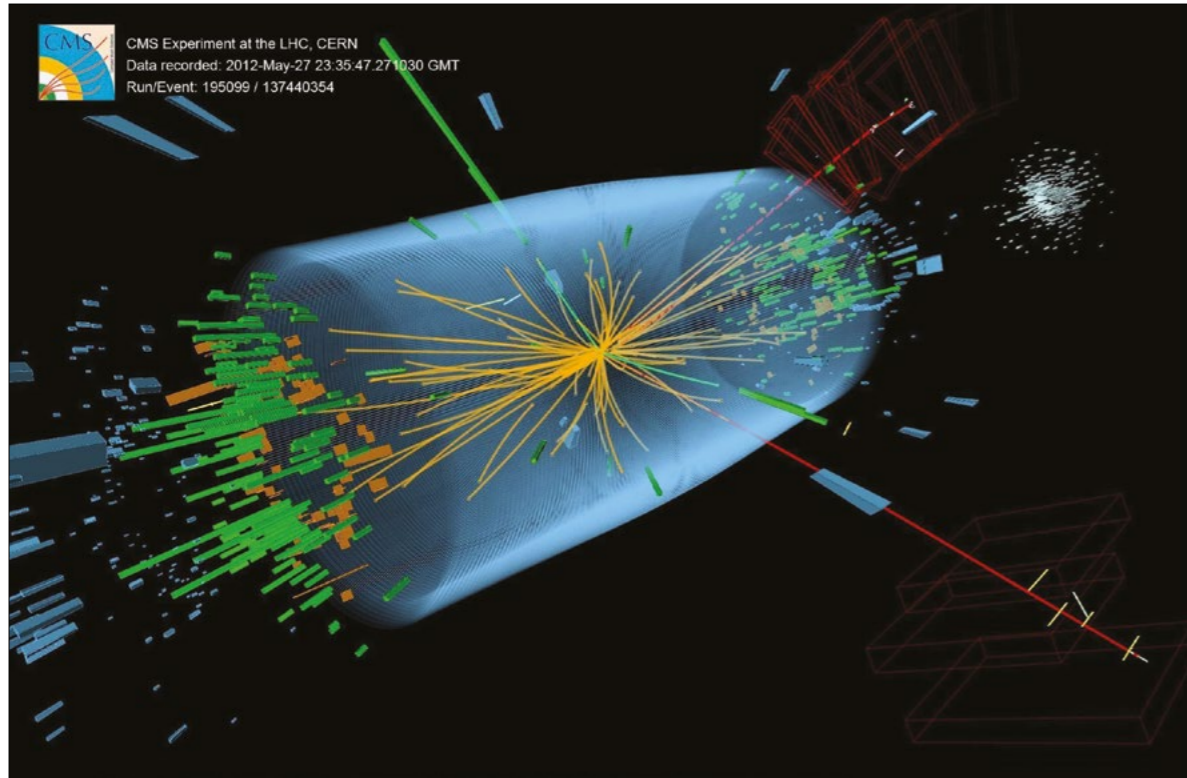 CMS
CMS Experiment at the LHC, CERN
Data recorded: 2012-May-27 23:35:47.271030 GMT
Run/Event: 195099 / 137440354